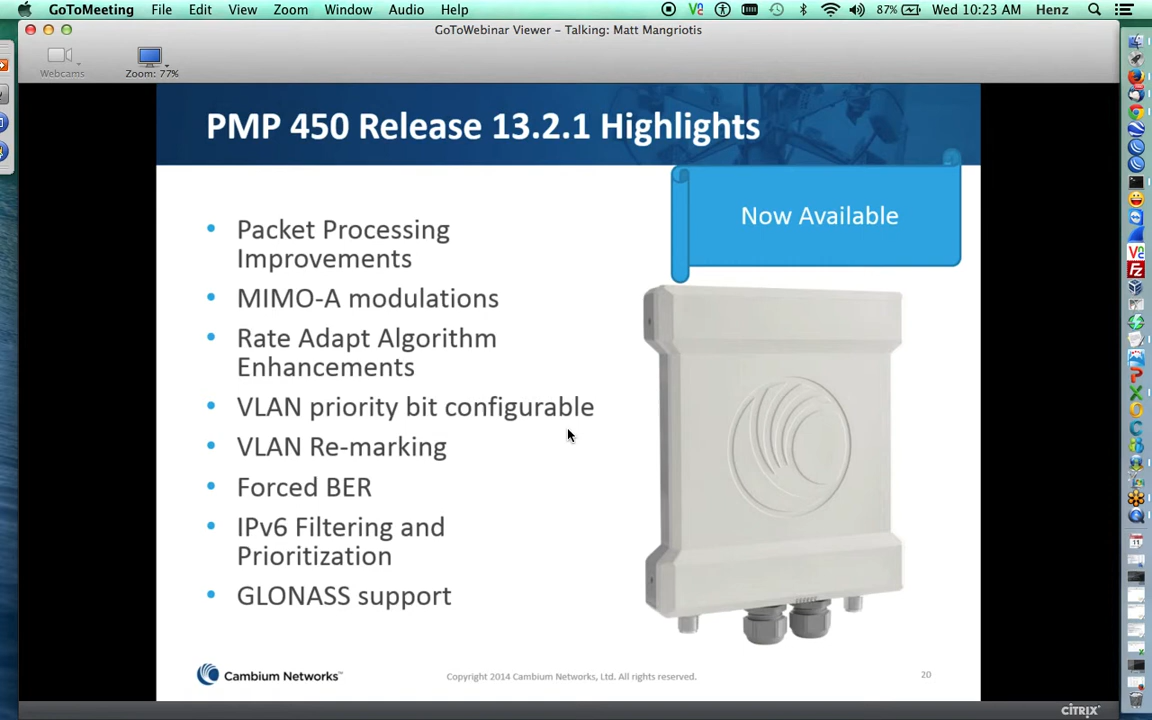 GoToMeeting File Edit View Zoom Window Audio Help 87% Wed 10:23 AM Henz
GoToWebinar Viewer – Talking: Matt Mangriotis
Webcams
Zoom: 77%
PMP 450 Release 13.2.1 Highlights
Now Available
• Packet Processing
Improvements
• MIMO-A modulations
• Rate Adapt Algorithm
Enhancements
• VLAN priority bit configurable
• VLAN Re-marking
• Forced BER
• IPv6 Filtering and
Prioritization
• GLONASS support
Cambium Networks™
Copyright 2014 Cambium Networks, Ltd. All rights reserved.
20
CİTRIX